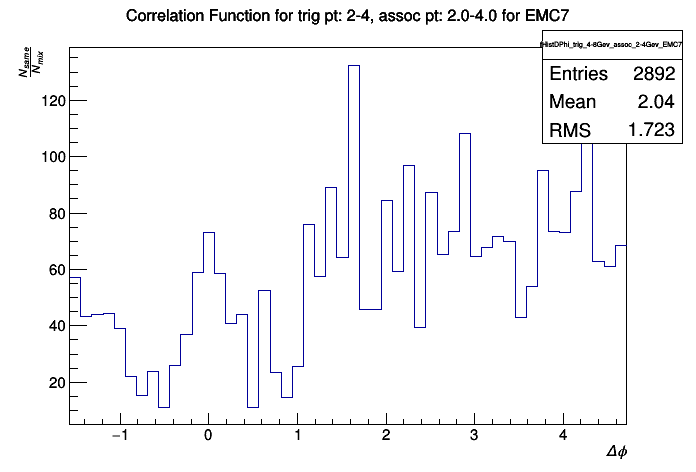 Correlation Function for trig pt: 2-4, assoc pt: 2.0-4.0 for EMC7
N_same
N_mix
fHistDPhi_trig_4-8Gev_assoc_2-4Gev_EMC7
Entries 2892
Mean 2.04
RMS 1.723
120
100
80
60
40
20
−1 0 1 2 3 4
Δϕ